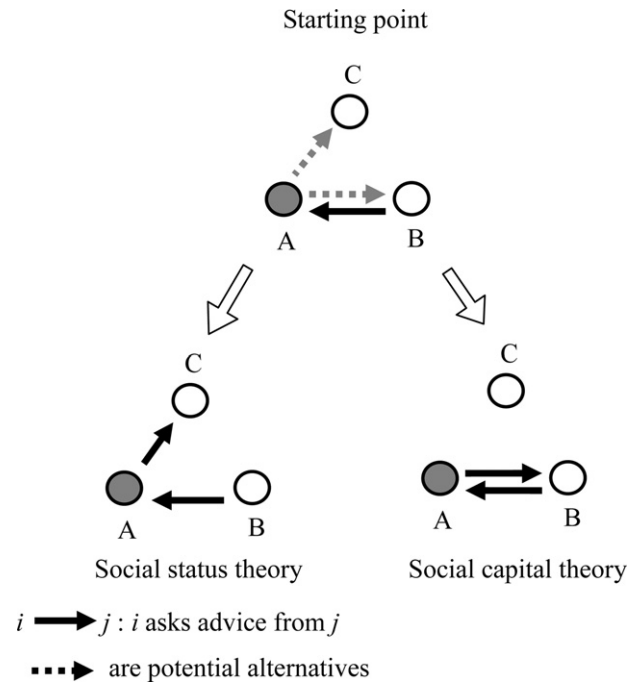 Starting point
C
A
B
C
C
A
B
A
B
Social status theory
Social capital theory
i j : i asks advice from j
are potential alternatives